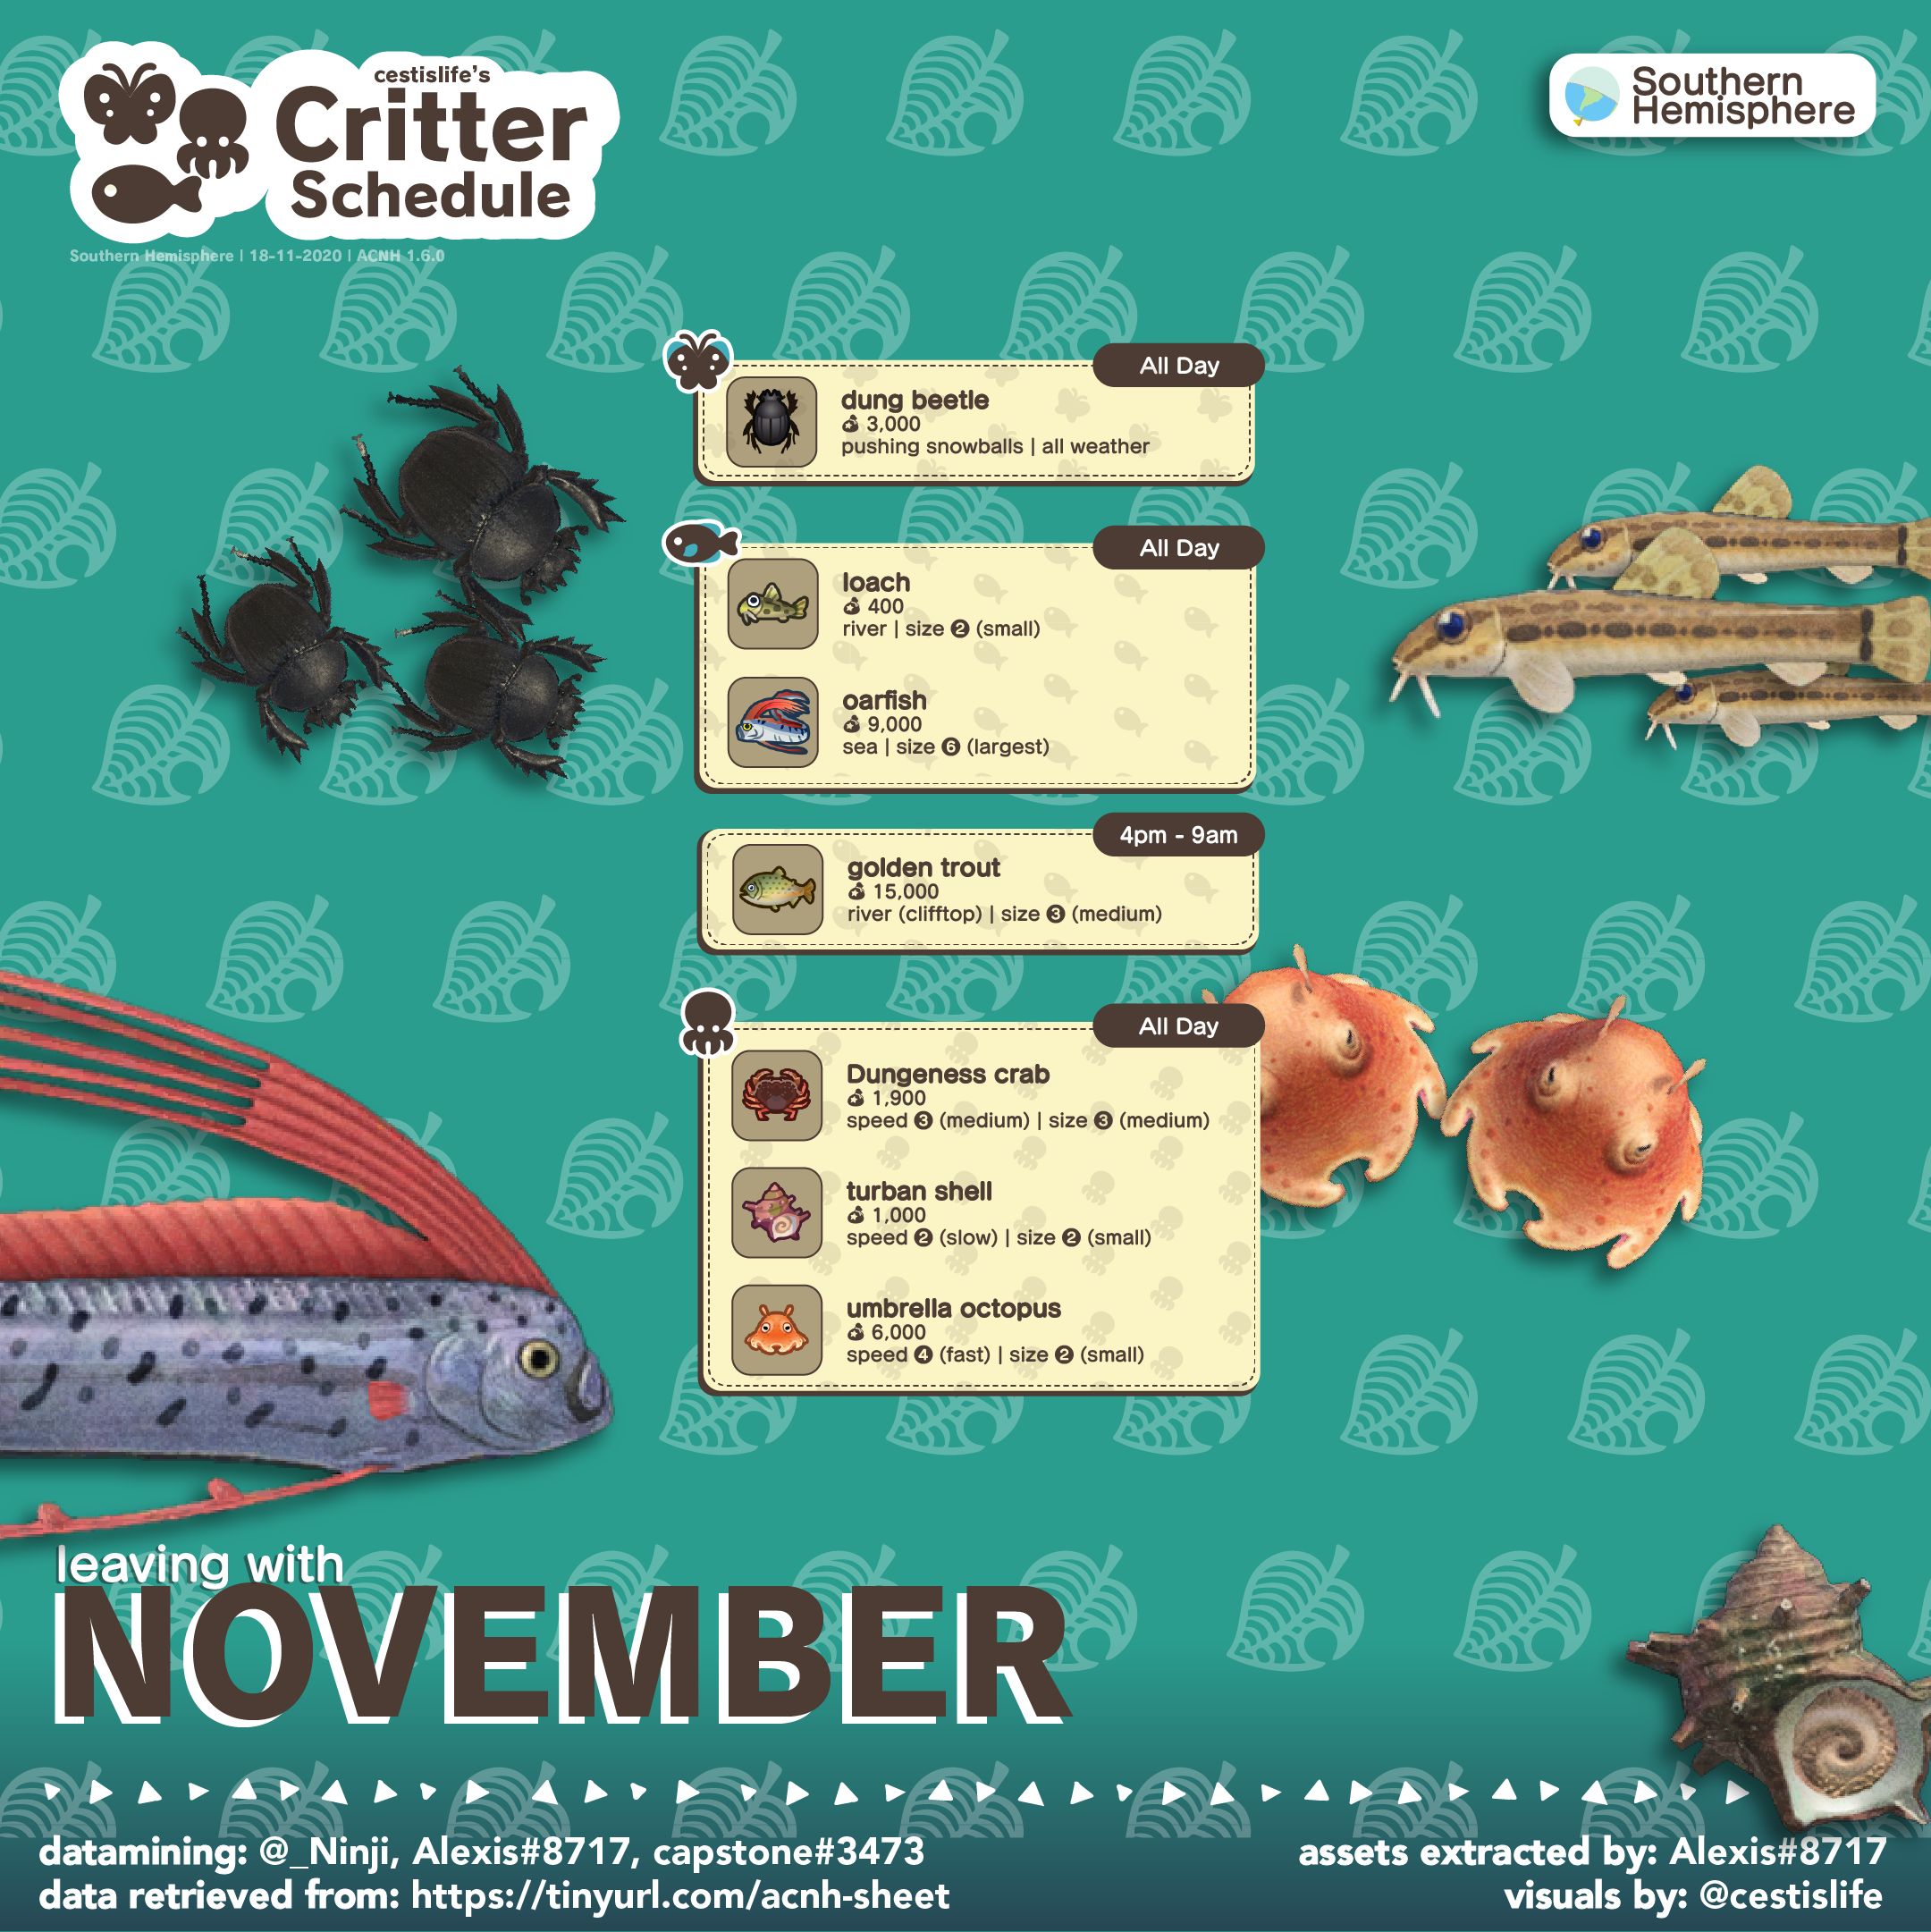 cestislife's
Critter
Schedule
Southern Hemisphere | 18-11-2020 | ACNH 1.6.0
Southern
Hemisphere
All Day
dung beetle
3,000
pushing snowballs | all weather
All Day
loach
400
river | size 2 (small)
oarfish
9,000
sea | size 6 (largest)
4pm - 9am
golden trout
15,000
river (clifftop) | size 3 (medium)
All Day
Dungeness crab
1,900
speed 3 (medium) | size 3 (medium)
turban shell
1,000
speed 2 (slow) | size 2 (small)
umbrella octopus
6,000
speed 4 (fast) | size 2 (small)
leaving with
NOVEMBER
datamining: @_Ninji, Alexis#8717, capstone#3473
data retrieved from: https://tinyurl.com/acnh-sheet
assets extracted by: Alexis#8717
visuals by: @cestislife